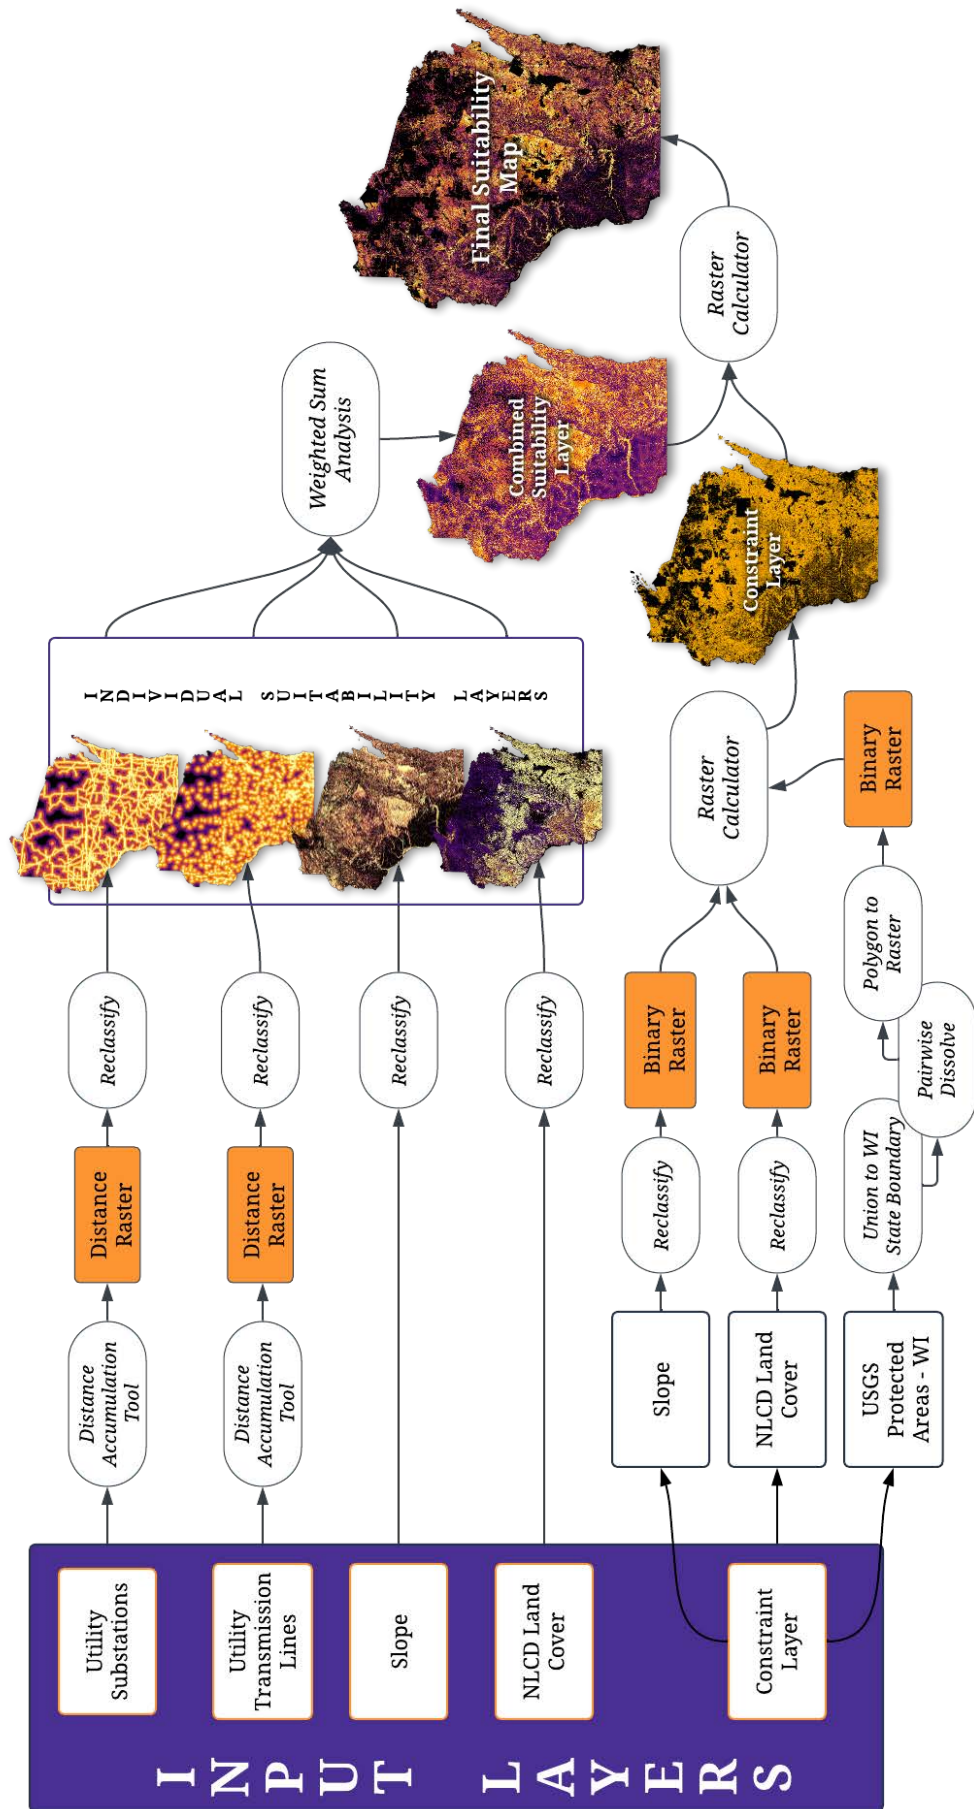 INPUT LAYERS
Utility
Substations
Utility
Transmission
Lines
Slope
NLCD Land
Cover
Constraint
Layer
Distance
Accumulation
Tool
Distance
Raster
Reclassify
Distance
Accumulation
Tool
Distance
Raster
Reclassify
Reclassify
Reclassify
INDIVIDUAL SUITABILITY LAYERS
Weighted Sum
Analysis
Combined
Suitability
Layer
Slope
Reclassify
Binary
Raster
NLCD Land
Cover
Reclassify
Binary
Raster
USGS
Protected
Areas - WI
Union to WI
State Boundary
Pairwise
Dissolve
Polygon to
Raster
Binary
Raster
Raster
Calculator
Constraint
Layer
Raster
Calculator
Final Suitability
Map